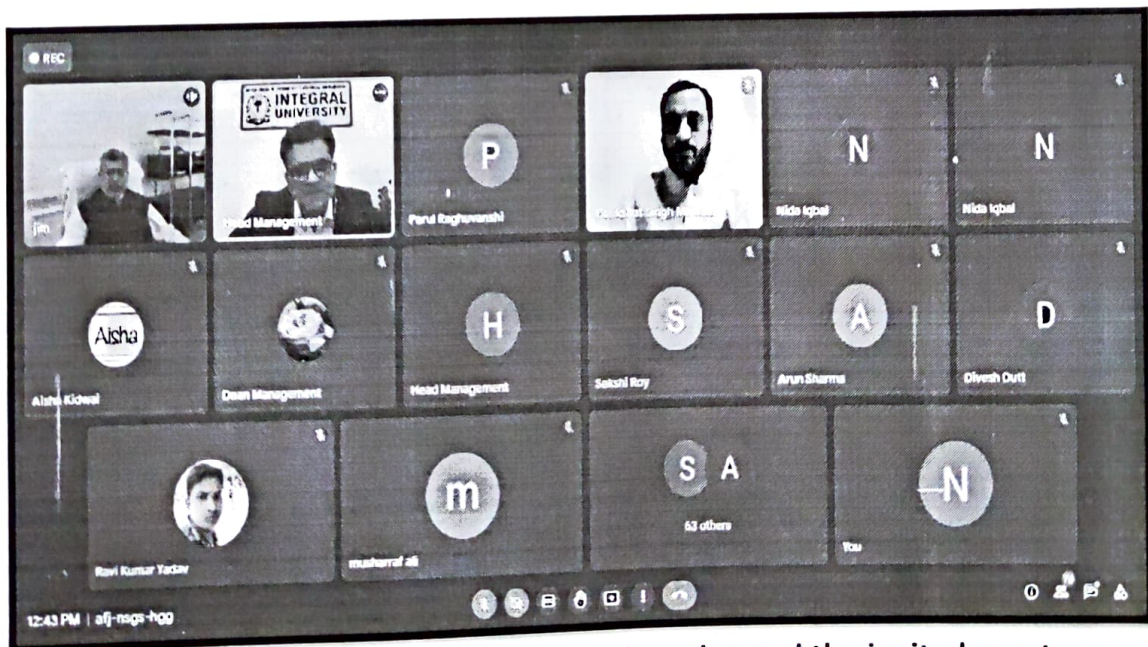 REC
INTEGRAL
UNIVERSITY
jim
Head Management
P
Parul Raghuvanshi
N
Nida Iqbal
N
Nida Iqbal
Aisha
Aisha Kidwai
Dean Management
H
Head Management
S
Sakshi Roy
A
Arun Sharma
D
Divesh Dutt
Ravi Kumar Yadav
m
musharraf ali
S A
63 others
N
You
12:43 PM | afj-nsgs-hgg